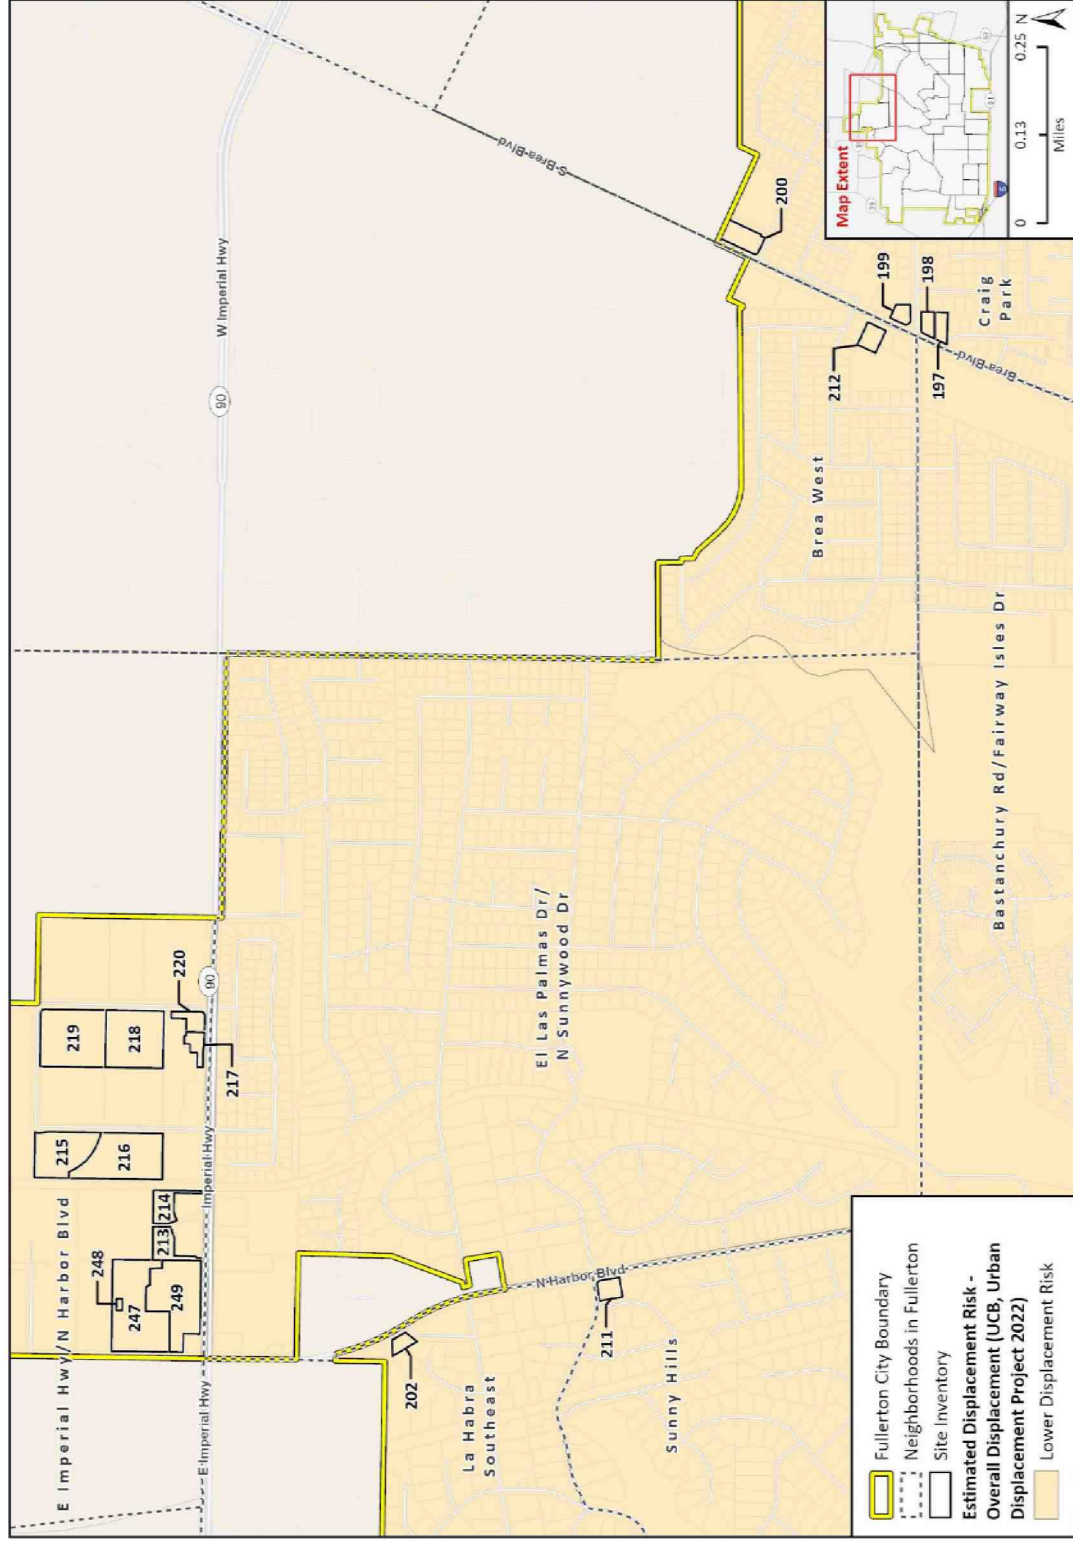 W Imperial Hwy
90
S Brea Blvd
E Imperial Hwy/N Harbor Blvd
248
247
249
213
214
215
216
219
218
220
217
90
Imperial Hwy
E Imperial Hwy
202
La Habra
Southeast
N Harbor Blvd
211
Sunny Hills
El Las Palmas Dr/
N Sunnywood Dr
Brea West
200
212
199
198
197
Brea Blvd
Craig
Park
Bastanchury Rd/Fairway Isles Dr
Fullerton City Boundary
Neighborhoods in Fullerton
Site Inventory
Estimated Displacement Risk -
Overall Displacement (UCB, Urban
Displacement Project 2022)
Lower Displacement Risk
Map Extent
91
5
0 0.13 0.25 N
Miles